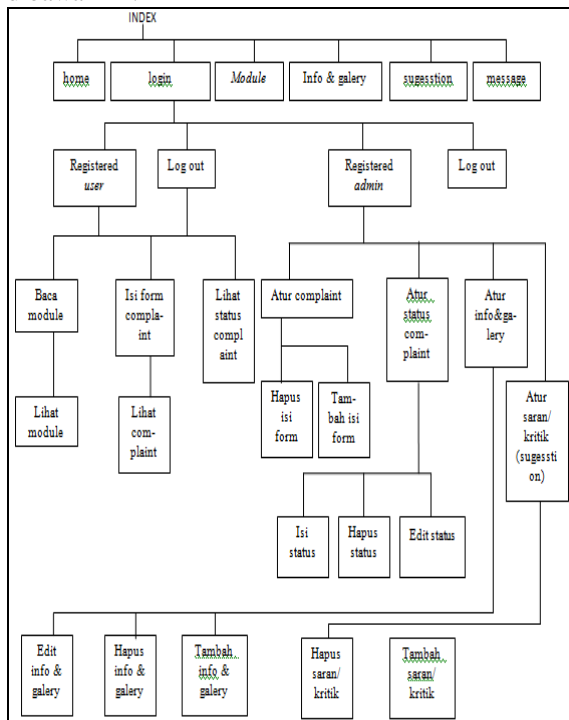 INDEX
home
login
Module
Info & galery
sugesstion
message
Registered
user
Log out
Registered
admin
Log out
Baca
module
Isi form
compla-
int
Lihat
status
compl
aint
Atur complaint
Atur
status
com-
plaint
Atur
info&ga-
lery
Lihat
module
Lihat
com-
plaint
Hapus
isi
form
Tam-
bah isi
form
Atur
saran/
kritik
(sugessti
on)
Isi
status
Hapus
status
Edit status
Edit
info &
galery
Hapus
info &
galery
Tambah
info &
galery
Hapus
saran/
kritik
Tambah
saran/
kritik